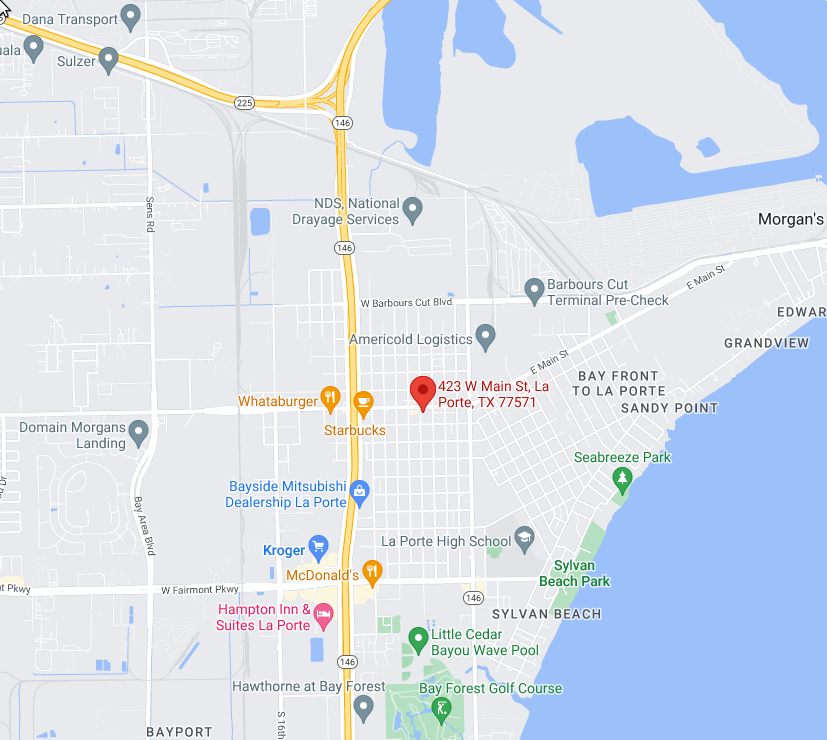 Dana Transport
Sulzer
225
146
Sens Rd
NDS, National
Drayage Services
Morgan's
146
E Main St
Barbours Cut
Terminal Pre-Check
W Barbours Cut Blvd
EDWAR
Americold Logistics
GRANDVIEW
E Main St
BAY FRONT
TO LA PORTE
423 W Main St, La
Porte, TX 77571
Whataburger
SANDY POINT
Starbucks
Domain Morgans
Landing
Seabreeze Park
Bayside Mitsubishi
Dealership La Porte
Bay Area Blvd
La Porte High School
Kroger
McDonald's
Sylvan
Beach Park
W Fairmont Pkwy
146
Hampton Inn &
Suites La Porte
SYLVAN BEACH
Little Cedar
Bayou Wave Pool
146
Hawthorne at Bay Forest
Bay Forest Golf Course
S 16th
BAYPORT